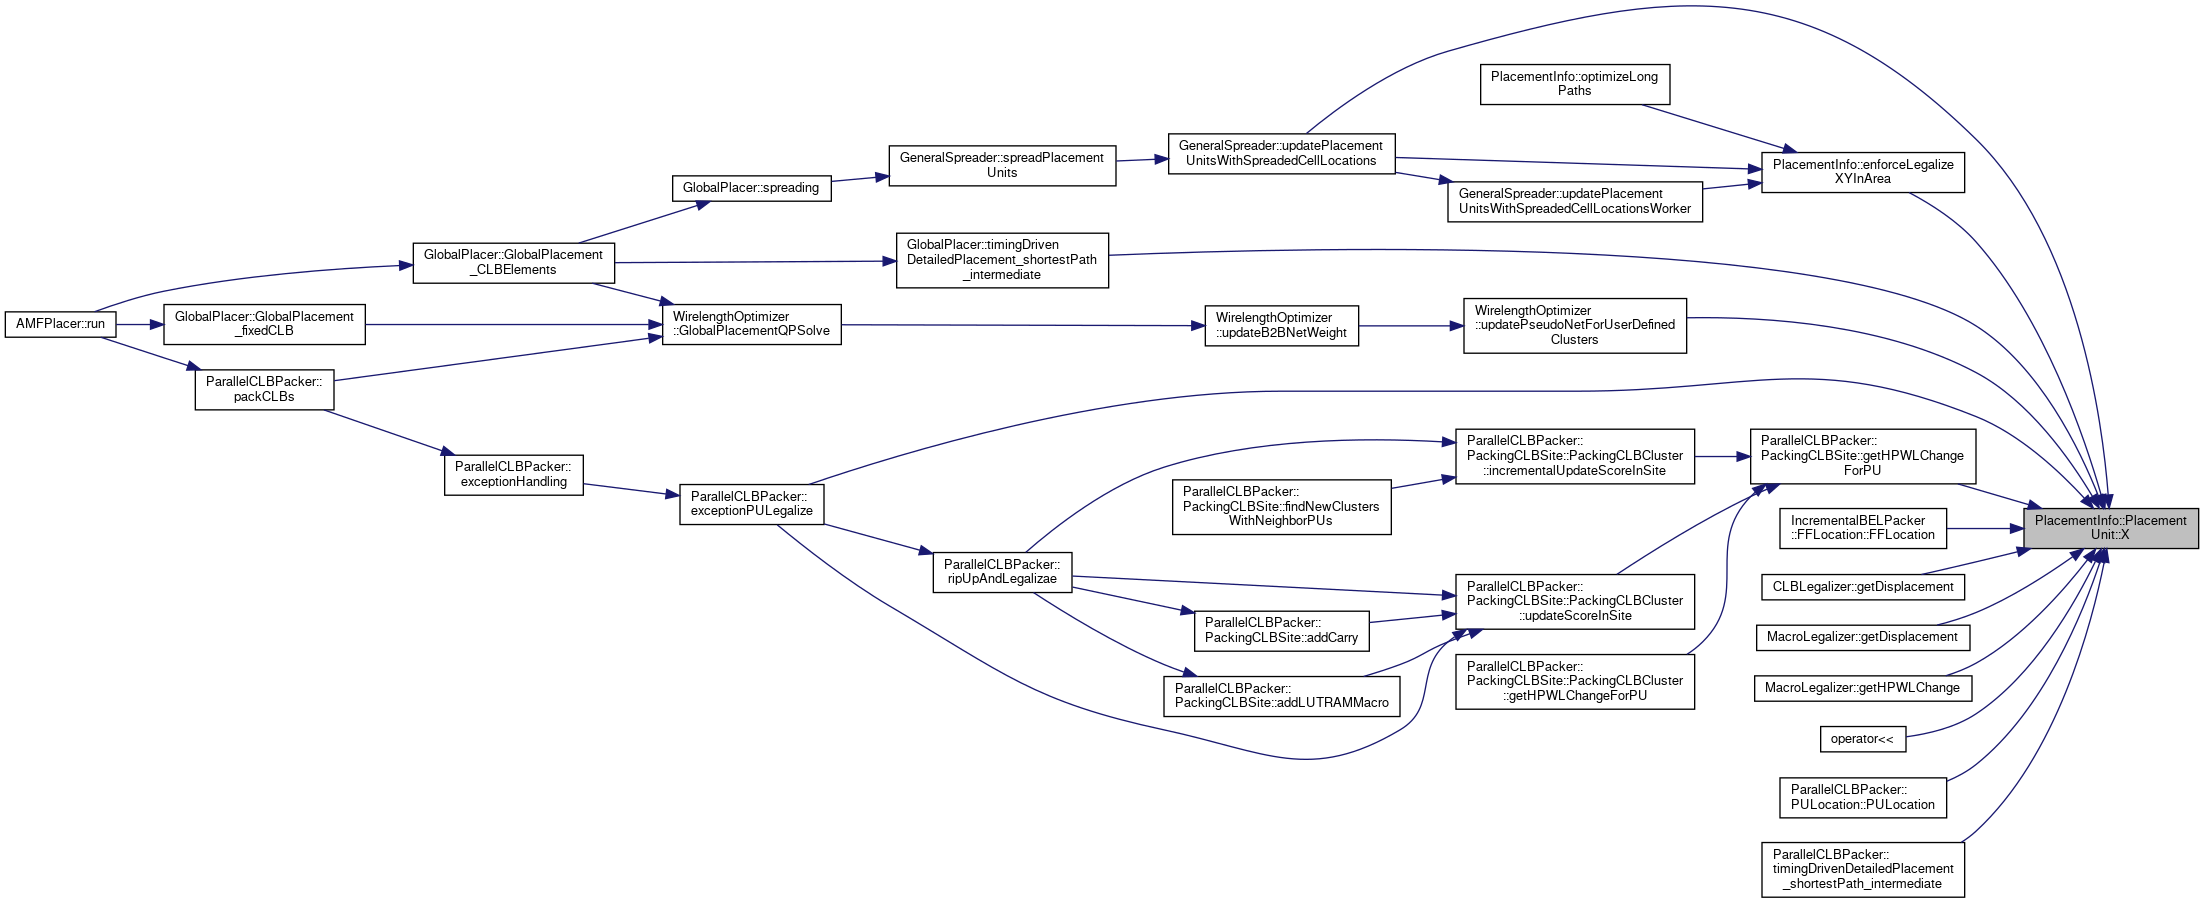 AMFPlacer::run
GlobalPlacer::GlobalPlacement
_CLBElements
GlobalPlacer::GlobalPlacement
_fixedCLB
ParallelCLBPacker::
packCLBs
ParallelCLBPacker::
exceptionHandling
GlobalPlacer::spreading
WirelengthOptimizer
::GlobalPlacementQPSolve
ParallelCLBPacker::
exceptionPULegalize
GeneralSpreader::spreadPlacement
Units
GlobalPlacer::timingDriven
DetailedPlacement_shortestPath
_intermediate
ParallelCLBPacker::
ripUpAndLegalizae
GeneralSpreader::updatePlacement
UnitsWithSpreadedCellLocations
WirelengthOptimizer
::updateB2BNetWeight
ParallelCLBPacker::
PackingCLBSite::findNewClusters
WithNeighborPUs
ParallelCLBPacker::
PackingCLBSite::addCarry
ParallelCLBPacker::
PackingCLBSite::addLUTRAMMacro
PlacementInfo::optimizeLong
Paths
GeneralSpreader::updatePlacement
UnitsWithSpreadedCellLocationsWorker
WirelengthOptimizer
::updatePseudoNetForUserDefined
Clusters
ParallelCLBPacker::
PackingCLBSite::PackingCLBCluster
::incrementalUpdateScoreInSite
ParallelCLBPacker::
PackingCLBSite::PackingCLBCluster
::updateScoreInSite
ParallelCLBPacker::
PackingCLBSite::PackingCLBCluster
::getHPWLChangeForPU
PlacementInfo::enforceLegalize
XYInArea
ParallelCLBPacker::
PackingCLBSite::getHPWLChange
ForPU
IncrementalBELPacker
::FFLocation::FFLocation
CLBLegalizer::getDisplacement
MacroLegalizer::getDisplacement
MacroLegalizer::getHPWLChange
operator<<
ParallelCLBPacker::
PULocation::PULocation
ParallelCLBPacker::
timingDrivenDetailedPlacement
_shortestPath_intermediate
PlacementInfo::Placement
Unit::X